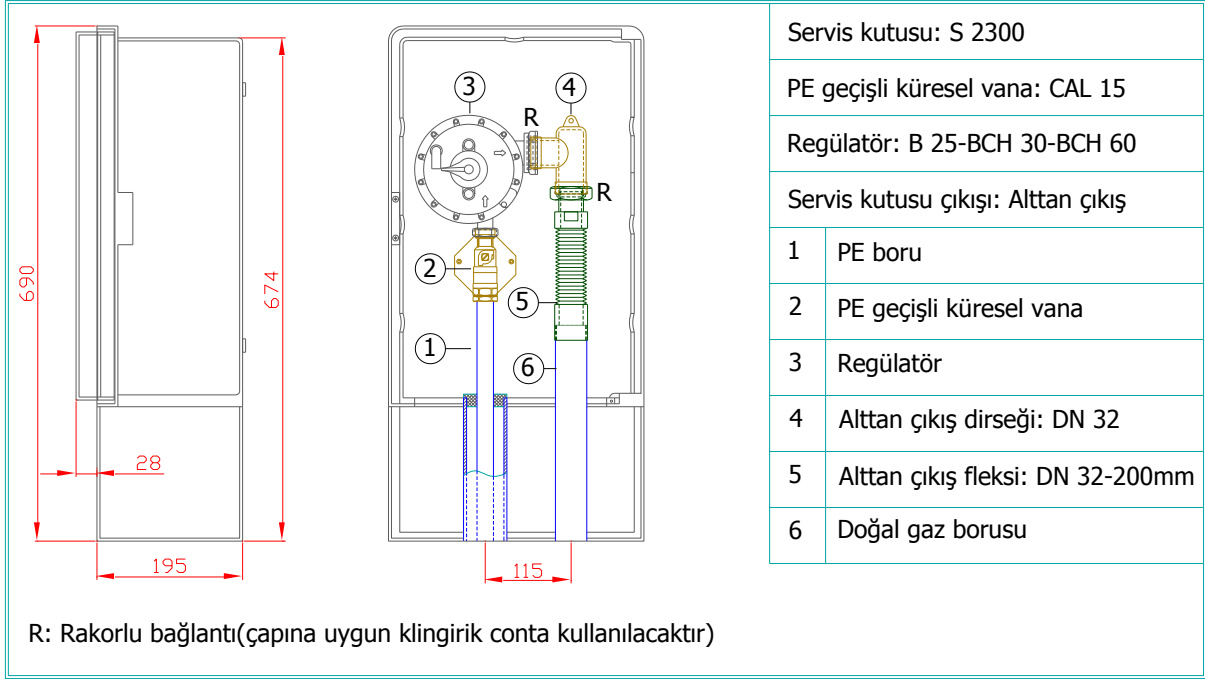 690
674
28
195
3
4
R
R
2
5
1
6
115
Servis kutusu: S 2300
PE geçişli küresel vana: CAL 15
Regülatör: B 25-BCH 30-BCH 60
Servis kutusu çıkışı: Alttan çıkış
1 PE boru
2 PE geçişli küresel vana
3 Regülatör
4 Alttan çıkış dirseği: DN 32
5 Alttan çıkış fleksi: DN 32-200mm
6 Doğal gaz borusu
R: Rakorlu bağlantı(çapına uygun klingirik conta kullanılacaktır)